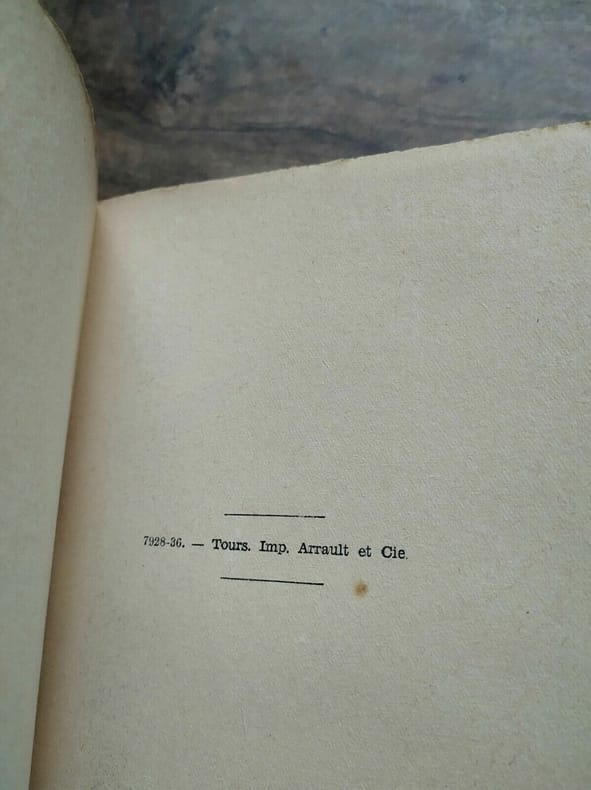 7928-36. — Tours. Imp. Arrault et Cie.